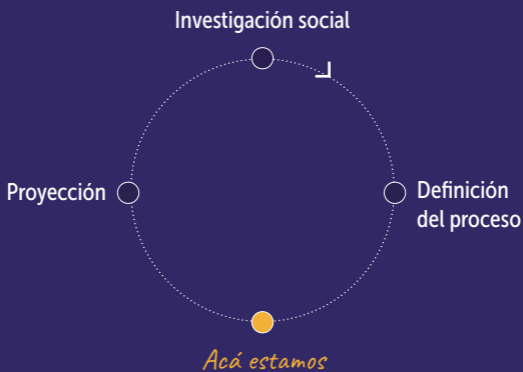 Investigación social
Proyección
Definición
del proceso
Acá estamos